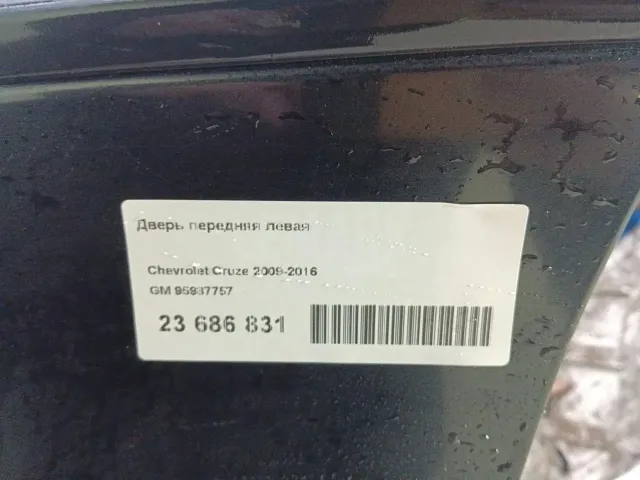 Дверь передняя левая
Chevrolet Cruze 2009-2016
GM 95987757
23 686 831